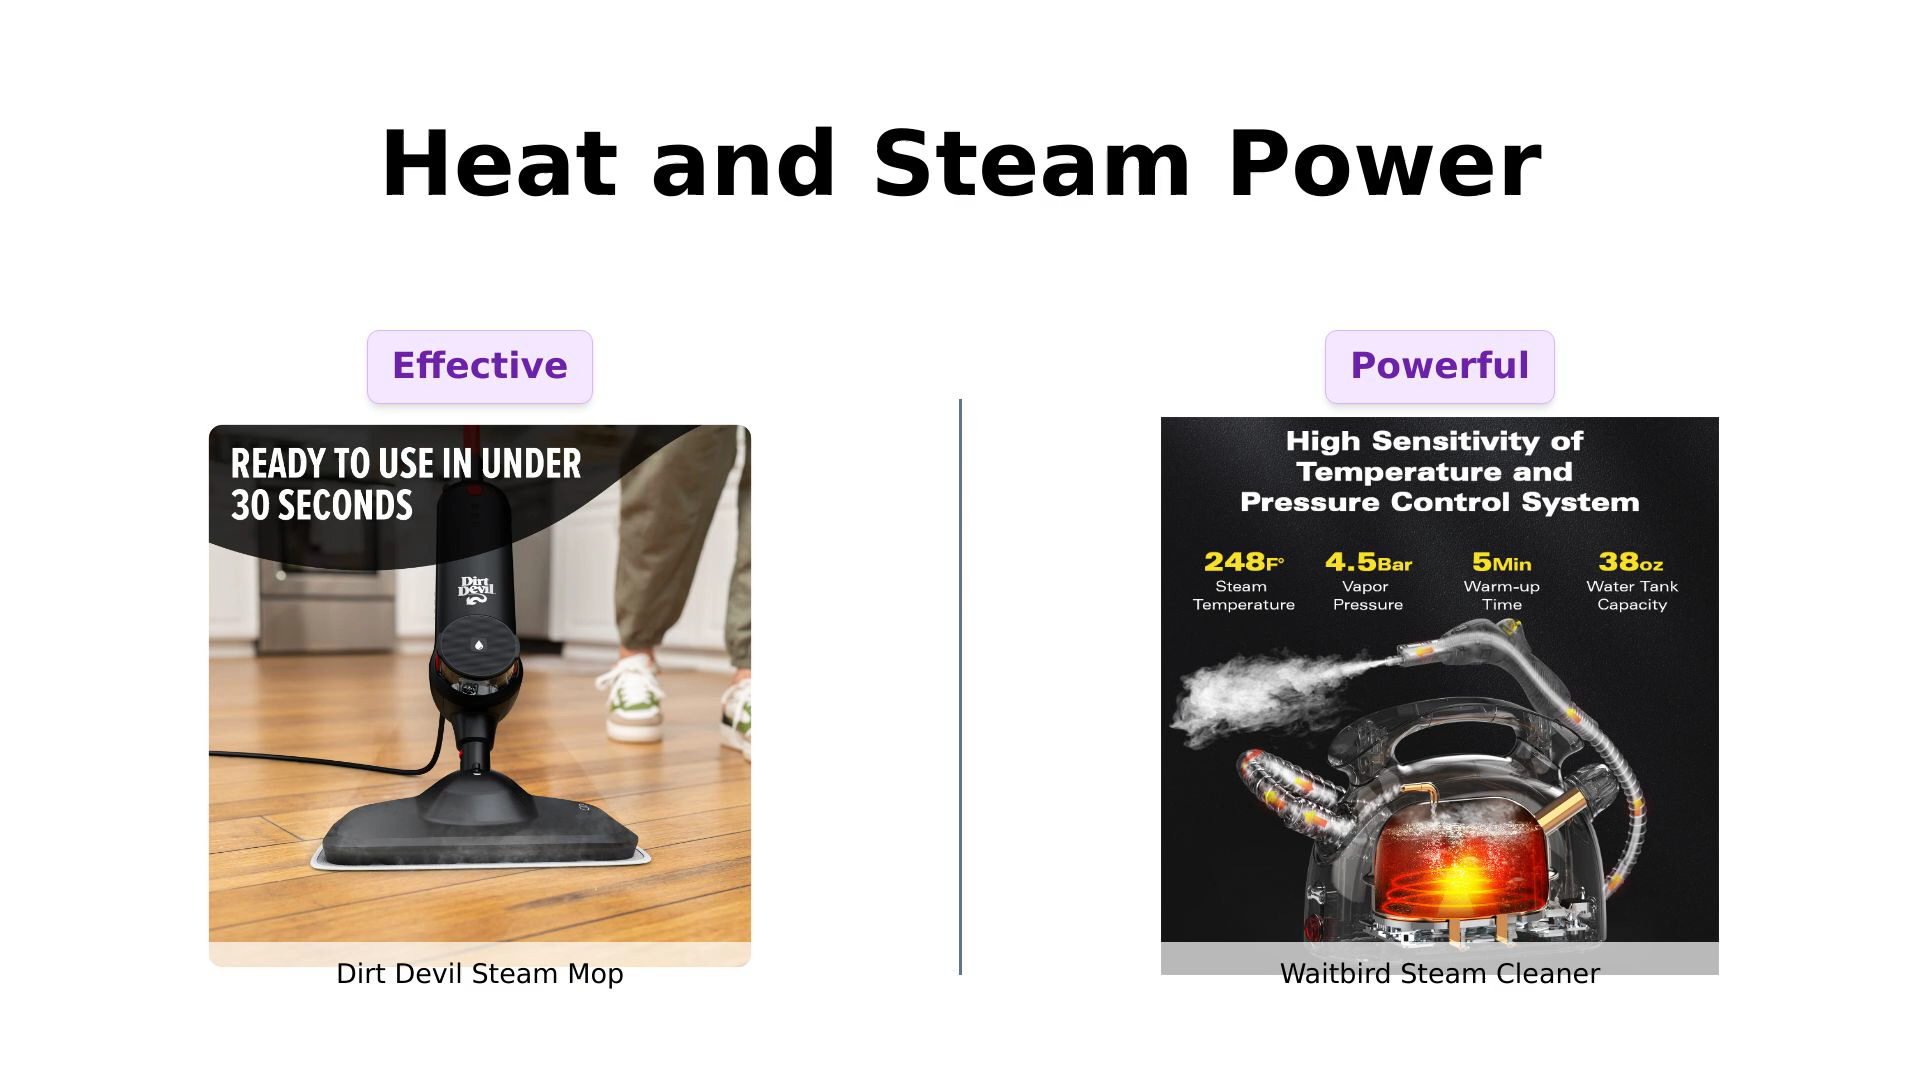 Heat and Steam Power
Effective
Powerful
READY TO USE IN UNDER
30 SECONDS
Dirt
Devil
Dirt Devil Steam Mop
High Sensitivity of
Temperature and
Pressure Control System
248F° 4.5Bar 5Min 38oz
Steam Vapor Warm-up Water Tank
Temperature Pressure Time Capacity
Waitbird Steam Cleaner